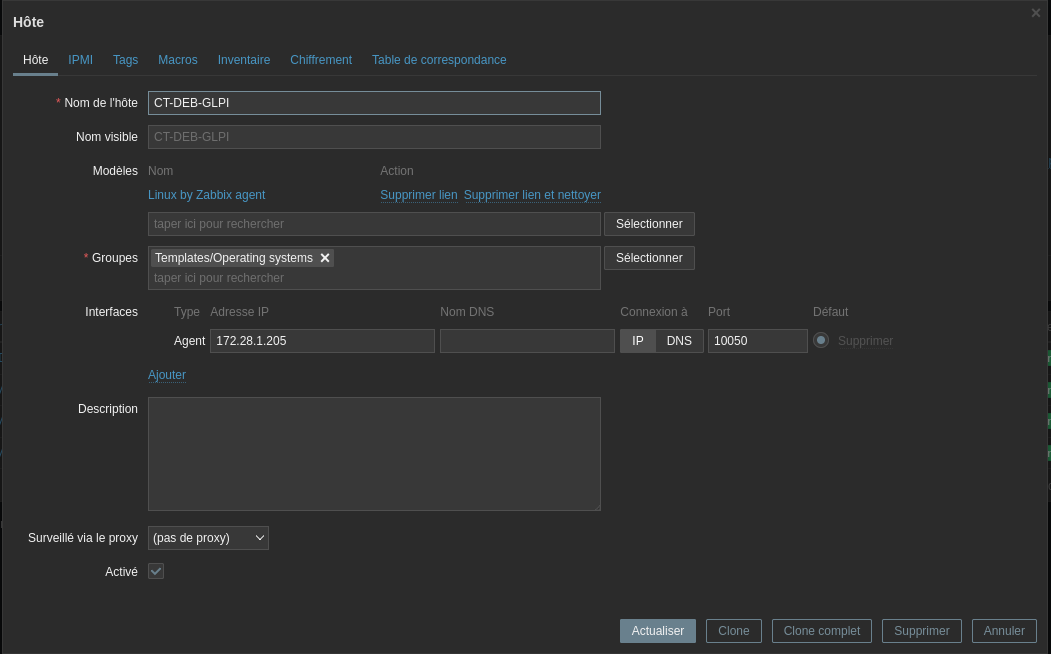 Hôte
Hôte IPMI Tags Macros Inventaire Chiffrement Table de correspondance
* Nom de l'hôte CT-DEB-GLPI
Nom visible CT-DEB-GLPI
Modèles Nom Action
Linux by Zabbix agent Supprimer lien Supprimer lien et nettoyer
taper ici pour rechercher Sélectionner
* Groupes Templates/Operating systems Sélectionner
taper ici pour rechercher
Interfaces Type Adresse IP Nom DNS Connexion à Port Défaut
Agent 172.28.1.205 IP DNS 10050 Supprimer
Ajouter
Description
Surveillé via le proxy (pas de proxy)
Activé
Actualiser Clone Clone complet Supprimer Annuler